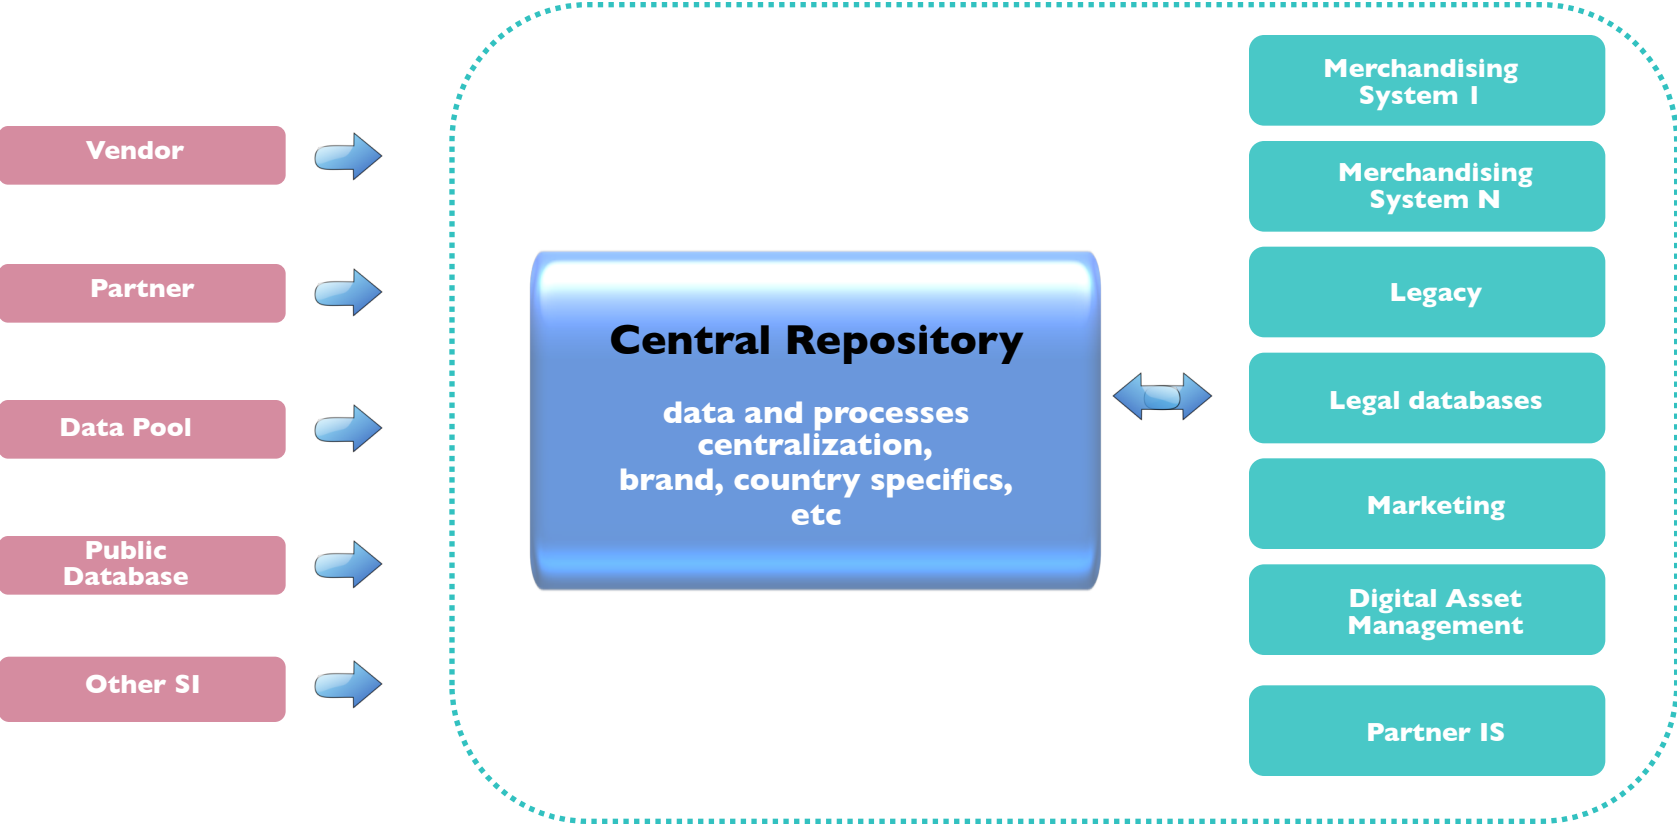 Vendor
Partner
Data Pool
Public
Database
Other SI
Central Repository
data and processes
centralization,
brand, country specifics,
etc
Merchandising
System 1
Merchandising
System N
Legacy
Legal databases
Marketing
Digital Asset
Management
Partner IS